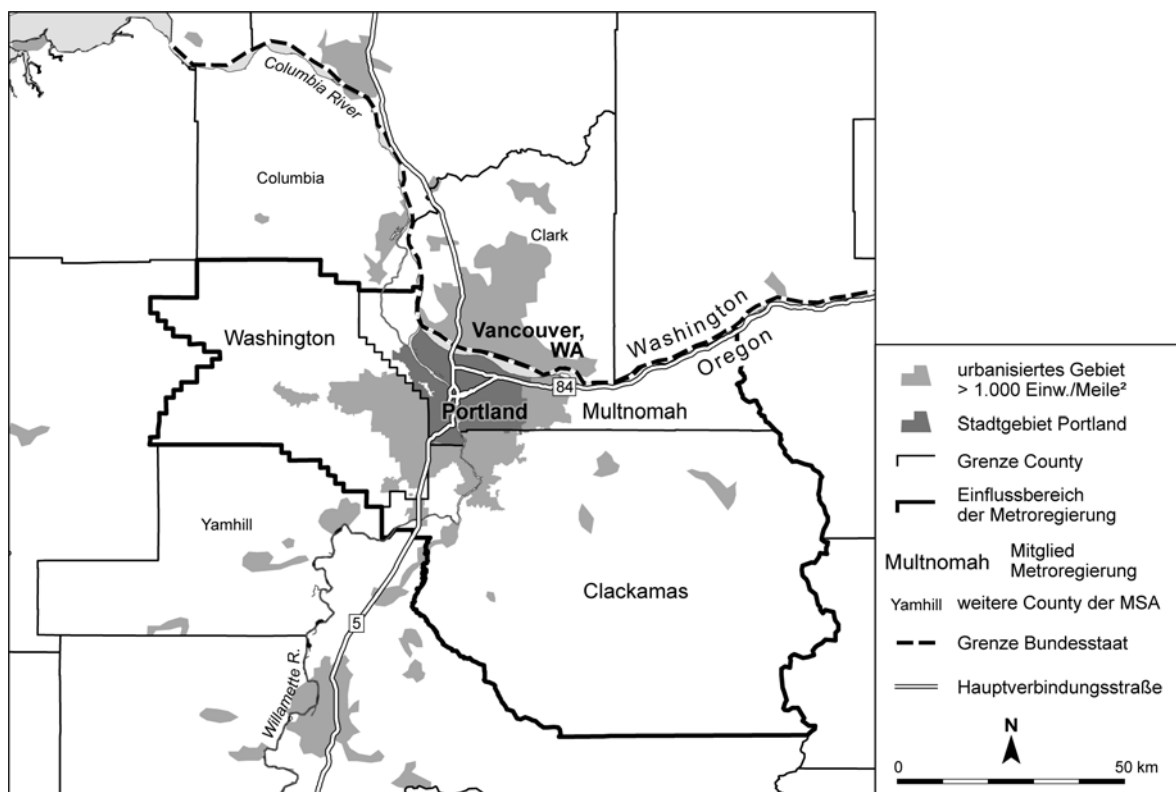 Columbia River
Columbia
Clark
Washington
Vancouver,
WA
Washington
Oregon
84
Portland
Multnomah
Yamhill
Clackamas
5
Willamette R.
urbanisiertes Gebiet
> 1.000 Einw./Meile²
Stadtgebiet Portland
Grenze County
Einflussbereich
der Metroregierung
Multnomah Mitglied
Metroregierung
Yamhill weitere County der MSA
Grenze Bundesstaat
Hauptverbindungsstraße
N
0 50 km